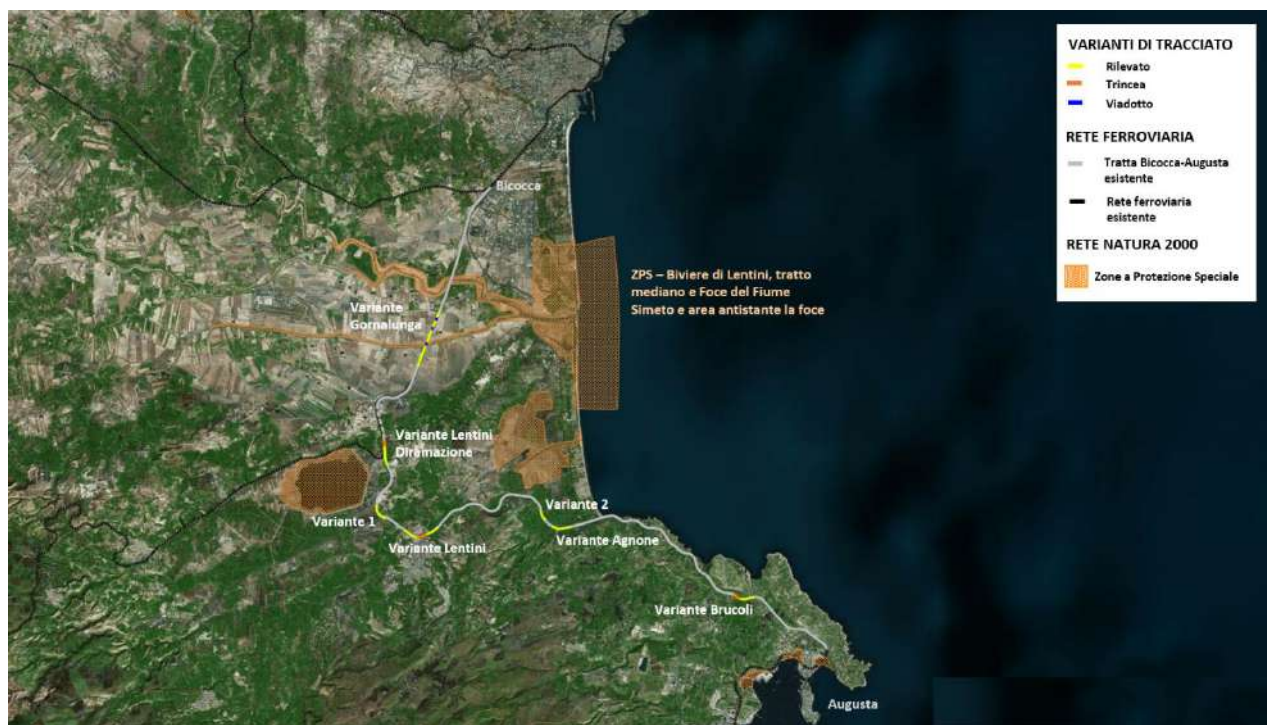 VARIANTI DI TRACCIATO
Rilevato
Trincea
Viadotto
RETE FERROVIARIA
Tratta Bicocca-Augusta
esistente
Rete ferroviaria
esistente
RETE NATURA 2000
Zone a Protezione Speciale
Bicocca
ZPS – Biviere di Lentini, tratto
mediano e Foce del Fiume
Simeto e area antistante la foce
Variante
Gornalunga
Variante Lentini
Diramazione
Variante 1
Variante Lentini
Variante 2
Variante Agnone
Variante Brucoli
Augusta